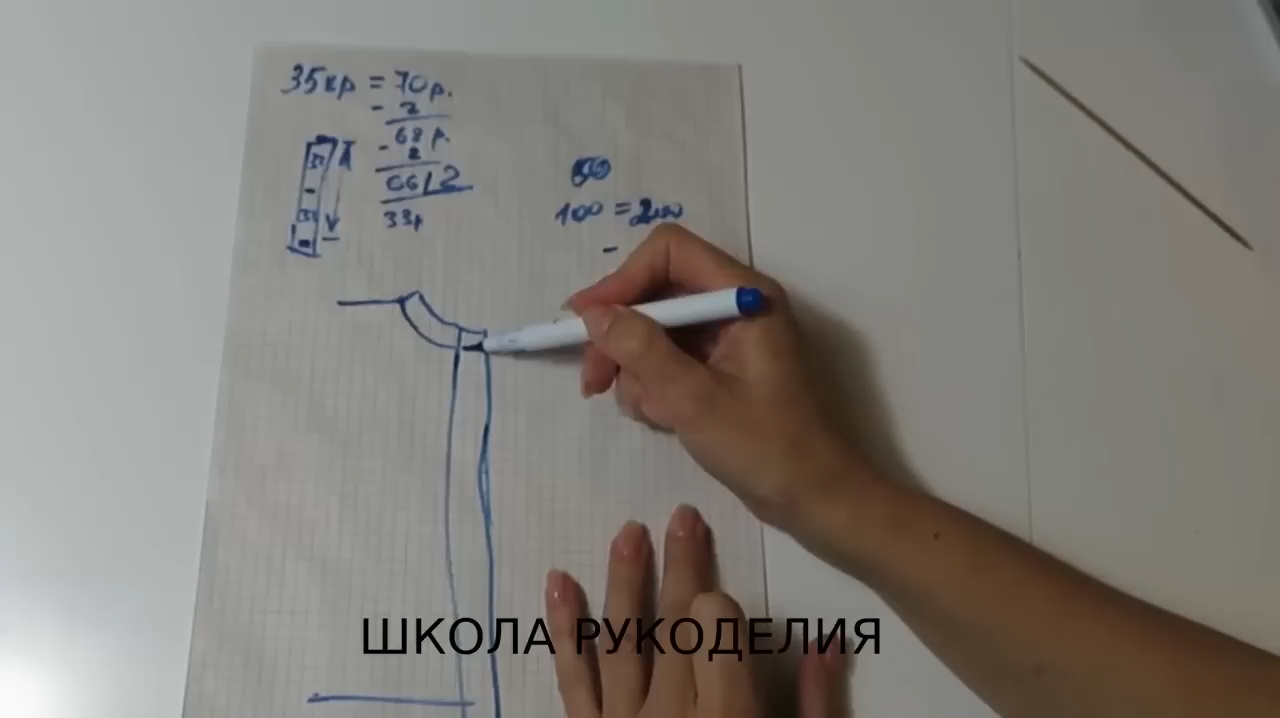 35кр = 70р.
- 2
68 р.
- 2
66 | 2
33р
100 = 200
-
ШКОЛА РУКОДЕЛИЯ